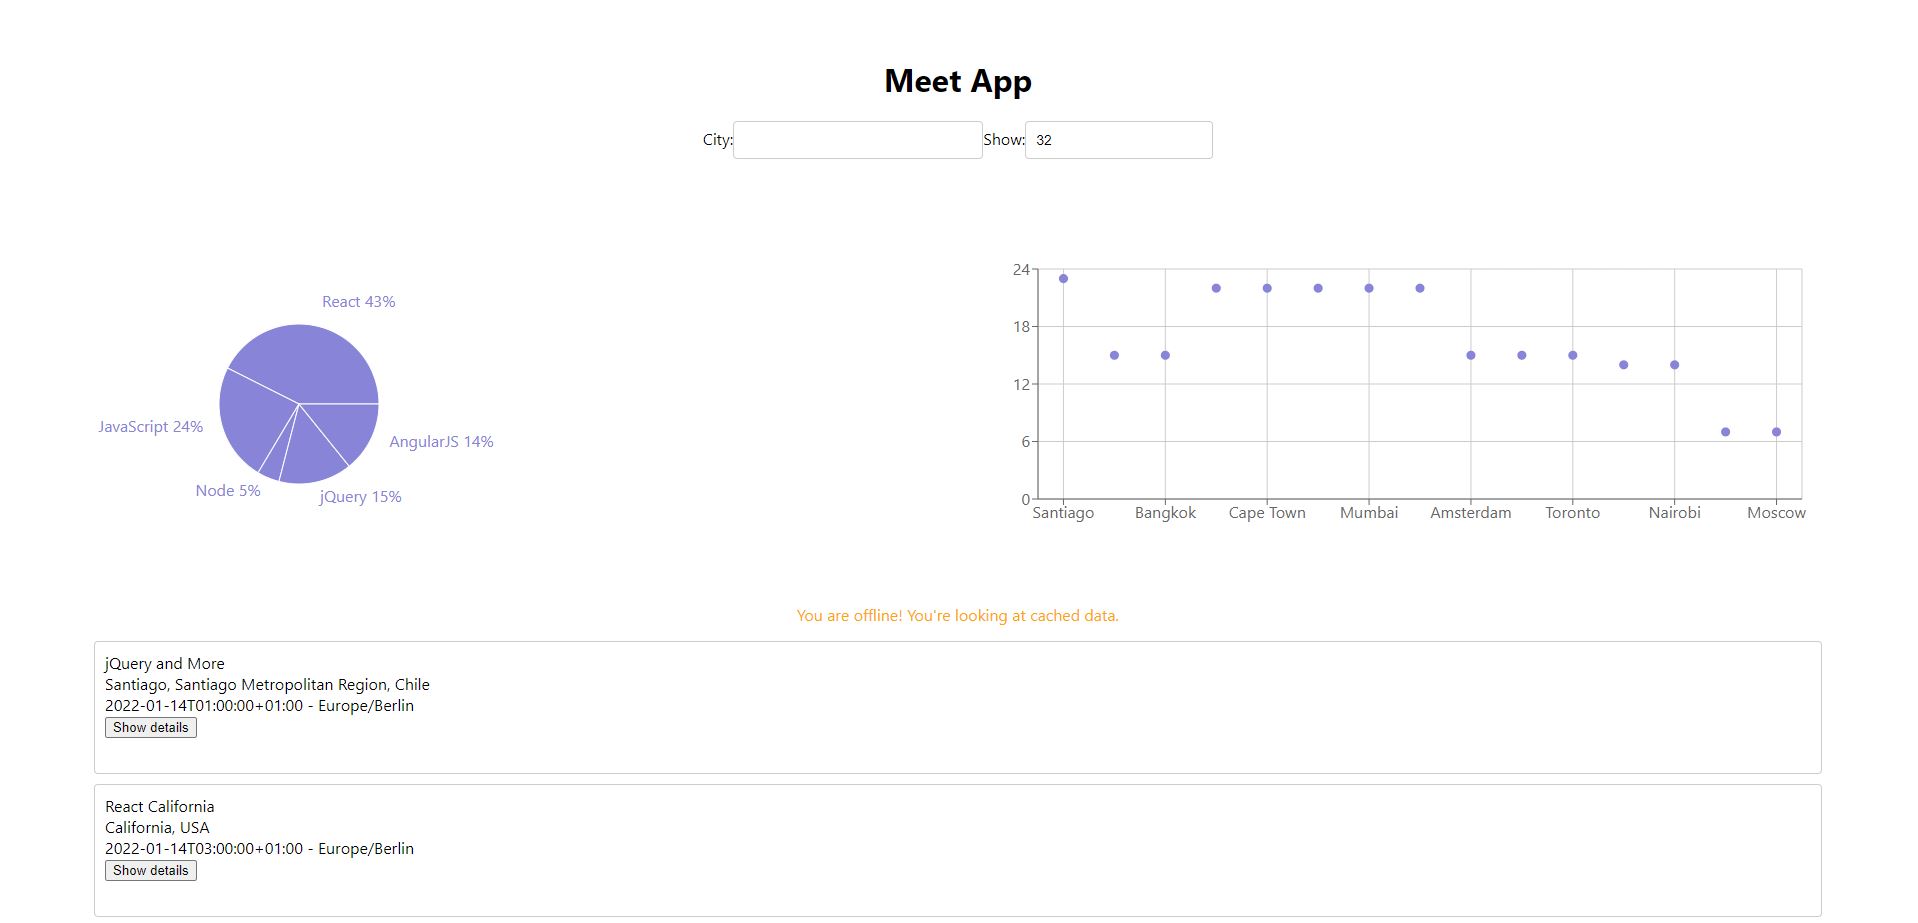 Meet App
City: Show: 32
React 43%
JavaScript 24%
AngularJS 14%
Node 5%
jQuery 15%
24
18
12
6
0
Santiago Bangkok Cape Town Mumbai Amsterdam Toronto Nairobi Moscow
You are offline! You're looking at cached data.
jQuery and More
Santiago, Santiago Metropolitan Region, Chile
2022-01-14T01:00:00+01:00 - Europe/Berlin
Show details
React California
California, USA
2022-01-14T03:00:00+01:00 - Europe/Berlin
Show details